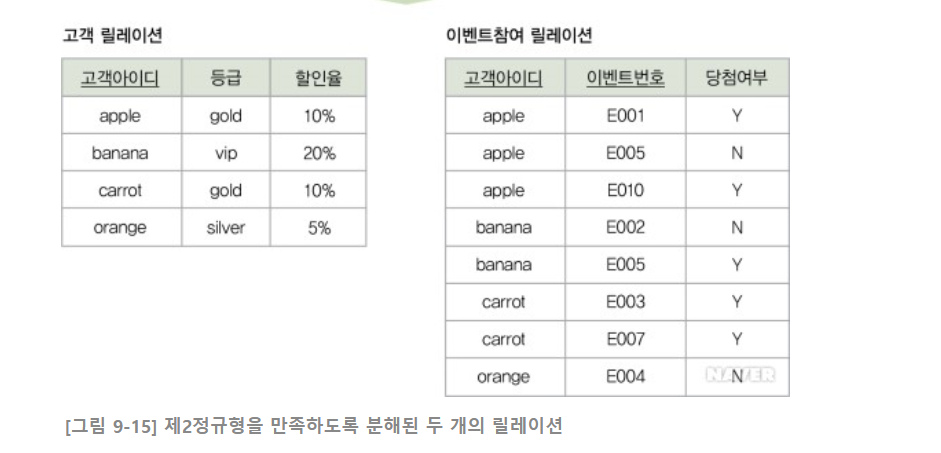 고객 릴레이션
고객아이디 등급 할인율
apple gold 10%
banana vip 20%
carrot gold 10%
orange silver 5%
이벤트참여 릴레이션
고객아이디 이벤트번호 당첨여부
apple E001 Y
apple E005 N
apple E010 Y
banana E002 N
banana E005 Y
carrot E003 Y
carrot E007 Y
orange E004 N
NAVER
[그림 9-15] 제2정규형을 만족하도록 분해된 두 개의 릴레이션